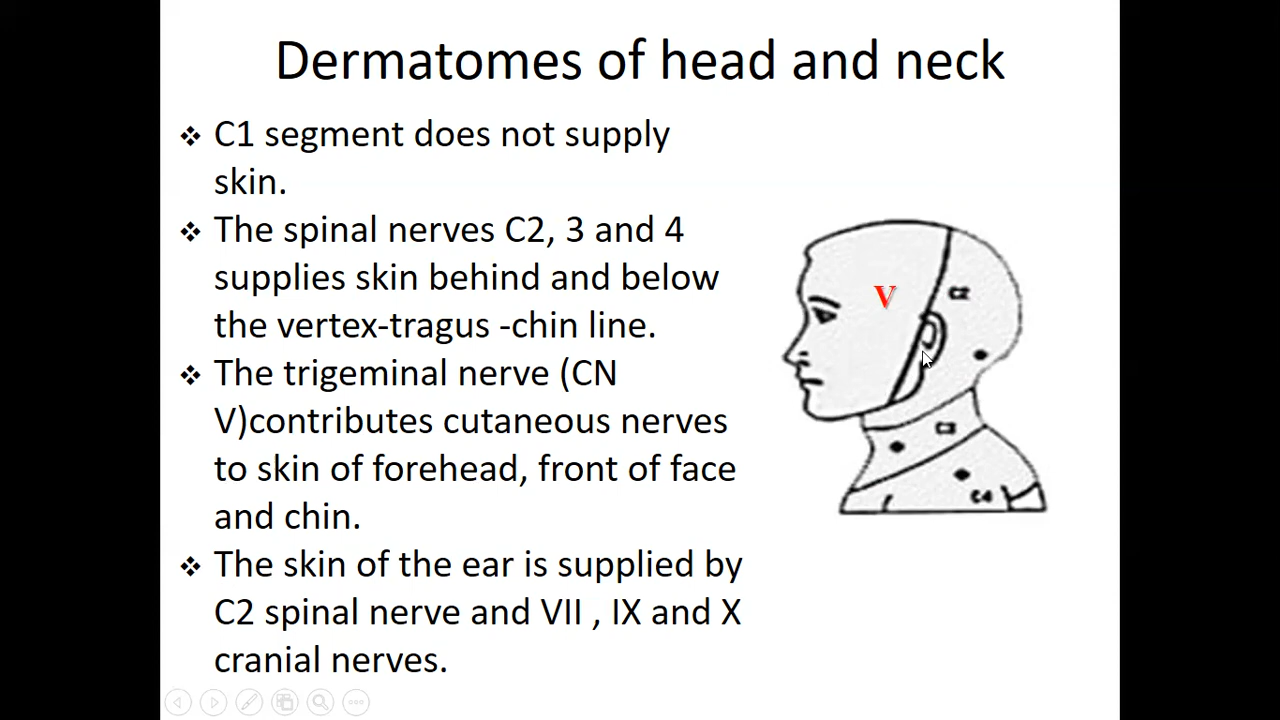 Dermatomes of head and neck
❖ C1 segment does not supply
skin.
❖ The spinal nerves C2, 3 and 4
supplies skin behind and below
the vertex-tragus -chin line.
❖ The trigeminal nerve (CN
V)contributes cutaneous nerves
to skin of forehead, front of face
and chin.
❖ The skin of the ear is supplied by
C2 spinal nerve and VII , IX and X
cranial nerves.
V
C2
C3
C4